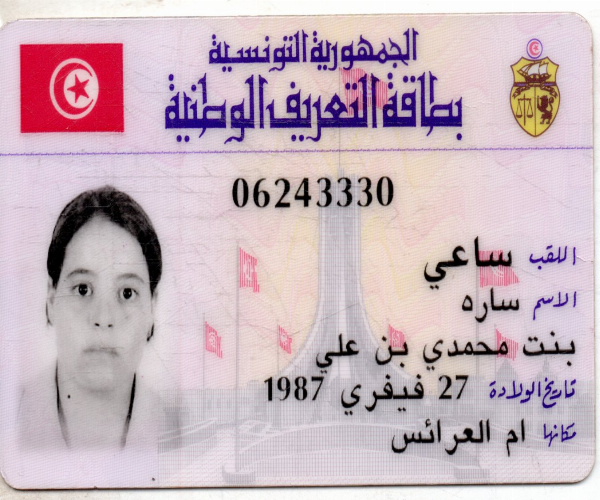 الجمهورية التونسية
بطاقة التعريف الوطنية
06243330
اللقب ساعي
الاسم ساره
بنت محمدي بن علي
تاريخ الولادة 27 فيفري 1987
مكانها ام العرائس